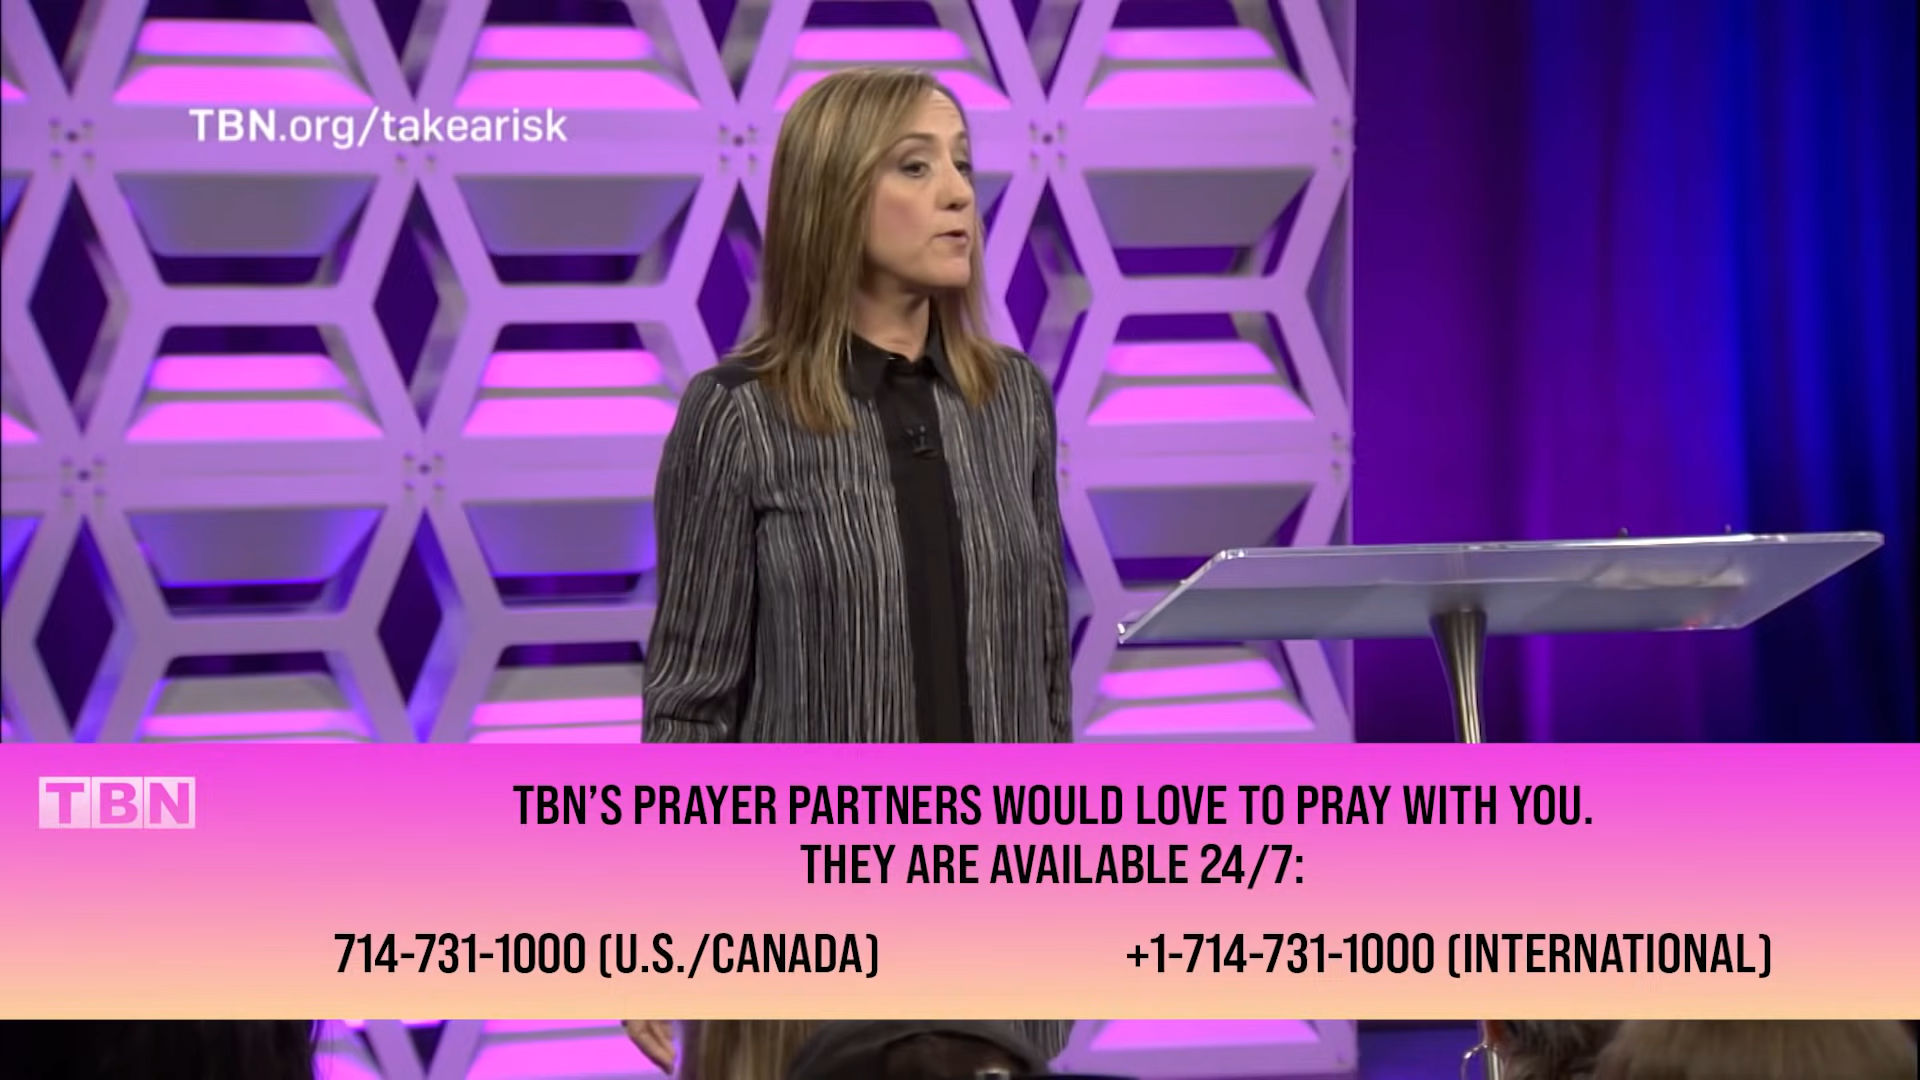 TBN.org/takearisk
TBN
TBN'S PRAYER PARTNERS WOULD LOVE TO PRAY WITH YOU.
THEY ARE AVAILABLE 24/7:
714-731-1000 (U.S./CANADA)
+1-714-731-1000 (INTERNATIONAL)